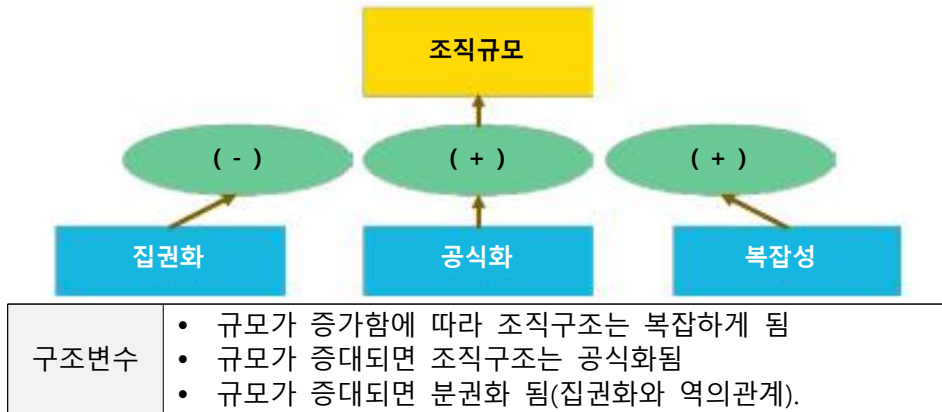 조직규모
( - ) ( + ) ( + )
집권화 공식화 복잡성
구조변수
• 규모가 증가함에 따라 조직구조는 복잡하게 됨
• 규모가 증대되면 조직구조는 공식화됨
• 규모가 증대되면 분권화 됨(집권화와 역의관계).